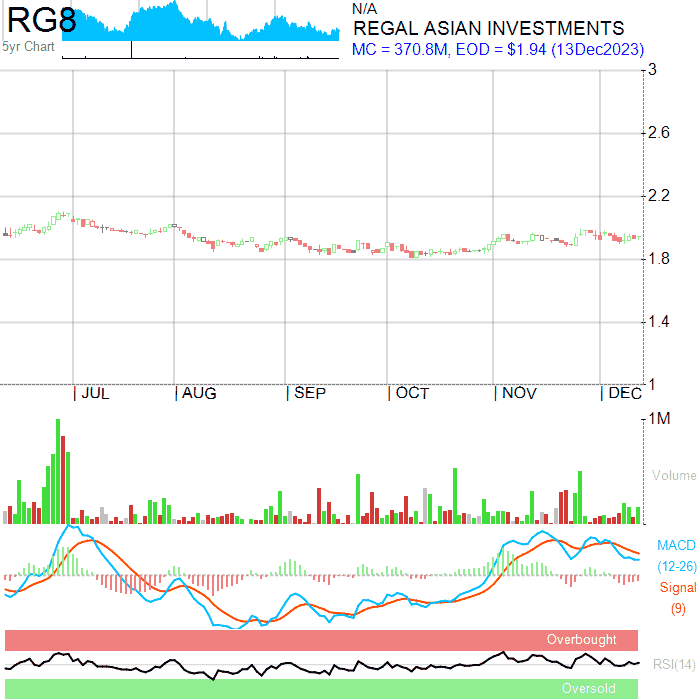 RG8
5yr Chart
N/A
REGAL ASIAN INVESTMENTS
MC = 370.8M, EOD = $1.94 (13Dec2023)
3
2.6
2.2
1.8
1.4
1
JUL
AUG
SEP
OCT
NOV
DEC
1M
Volume
MACD
(12-26)
Signal
(9)
Overbought
RSI(14)
Oversold